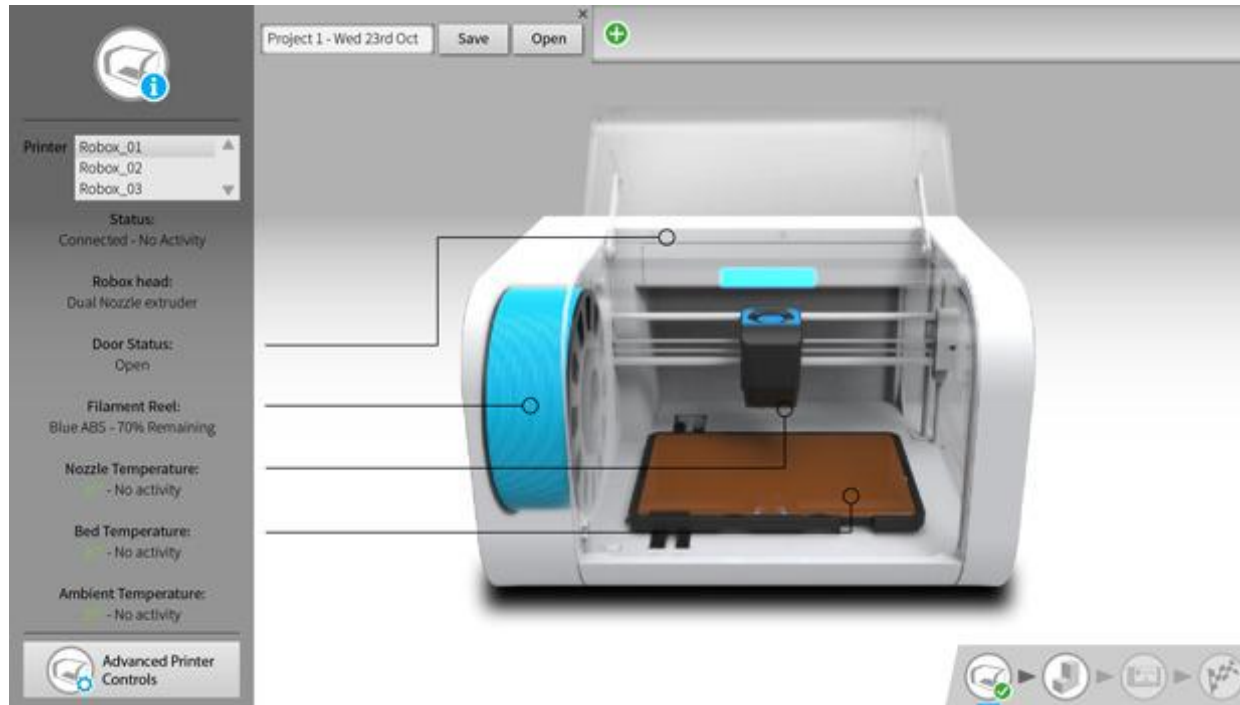 Project 1 - Wed 23rd Oct
Save
Open
Printer
Robox_01
Robox_02
Robox_03
Status:
Connected - No Activity
Robox head:
Dual Nozzle extruder
Door Status:
Open
Filament Reel:
Blue ABS - 70% Remaining
Nozzle Temperature:
- No activity
Bed Temperature:
- No activity
Ambient Temperature:
- No activity
Advanced Printer
Controls